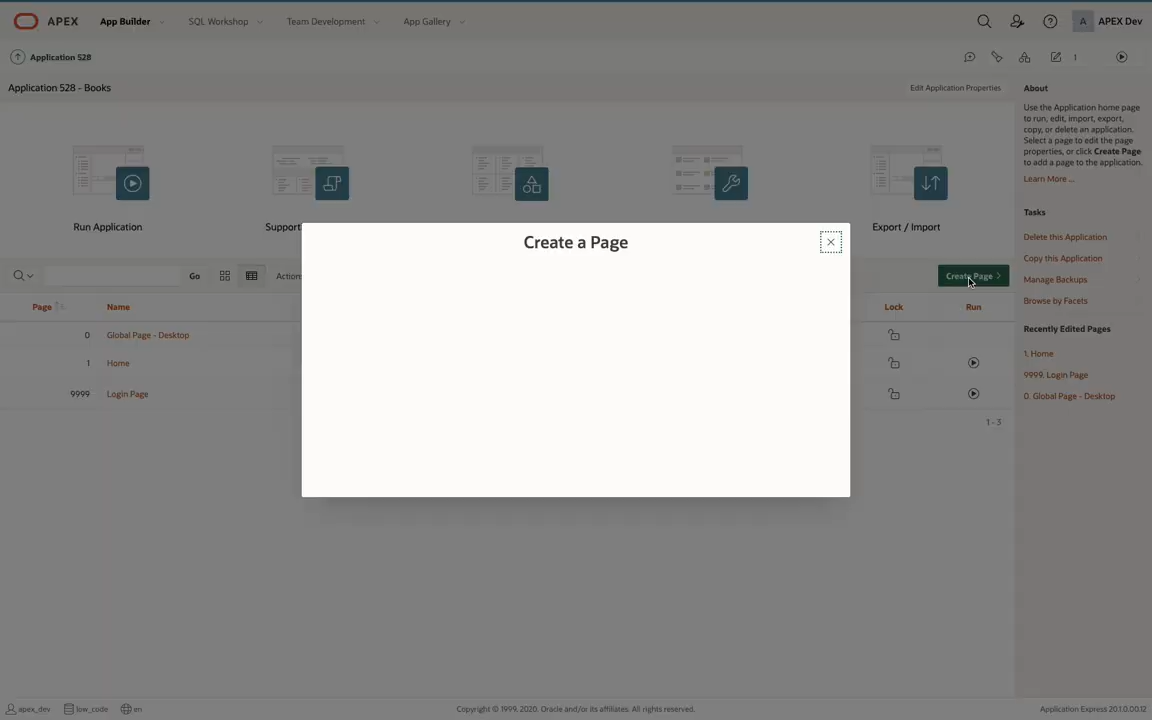 APEX App Builder SQL Workshop Team Development App Gallery A APEX Dev
Application 528 1
Application 528 - Books Edit Application Properties
Run Application Export / Import
Go Create Page
Page Name Lock Run
0 Global Page - Desktop
1 Home
9999 Login Page
1 - 3
Create a Page
About
Use the Application home page
to run, edit, import, export,
copy, or delete an application.
Select a page to edit the page
properties, or click Create Page
to add a page to the application.
Learn More ...
Tasks
Delete this Application
Copy this Application
Manage Backups
Browse by Facets
Recently Edited Pages
1. Home
9999. Login Page
0. Global Page - Desktop
apex_dev low_code en Copyright © 1999, 2020. Oracle and/or its affiliates. All rights reserved. Application Express 20.1.0.00.12